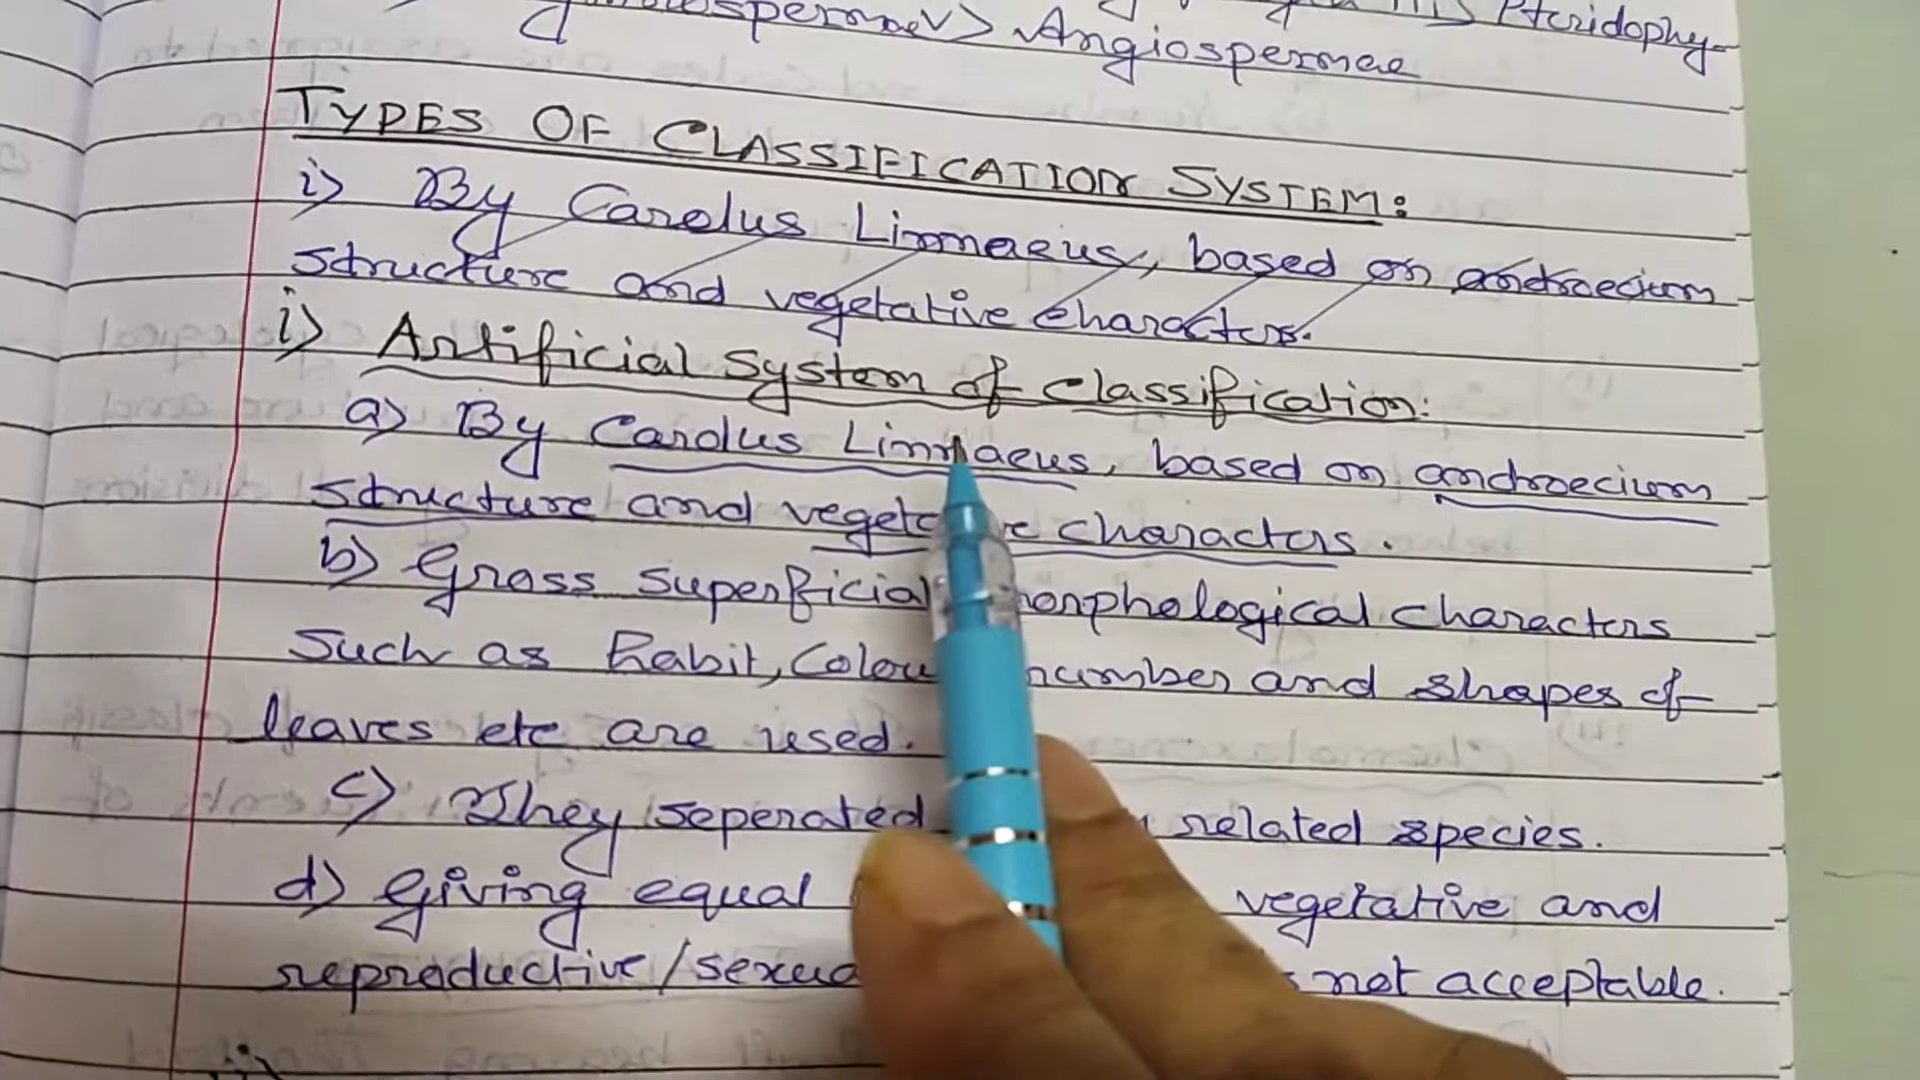 spermae v> Angiospermae iii> Pteridophy-
TYPES OF CLASSIFICATION SYSTEM:
i> By Carolus Linnaeus, based on androecium
structure and vegetative characters.
i> Artificial System of classification:
a> By Carolus Linnaeus, based on androecium
structure and vegetative characters.
b> Gross superficial morphological characters
Such as habit, Colour number and shapes of
leaves etc are used.
c> They seperated related species.
d> Giving equal vegetative and
reproductive/sexua not acceptable.